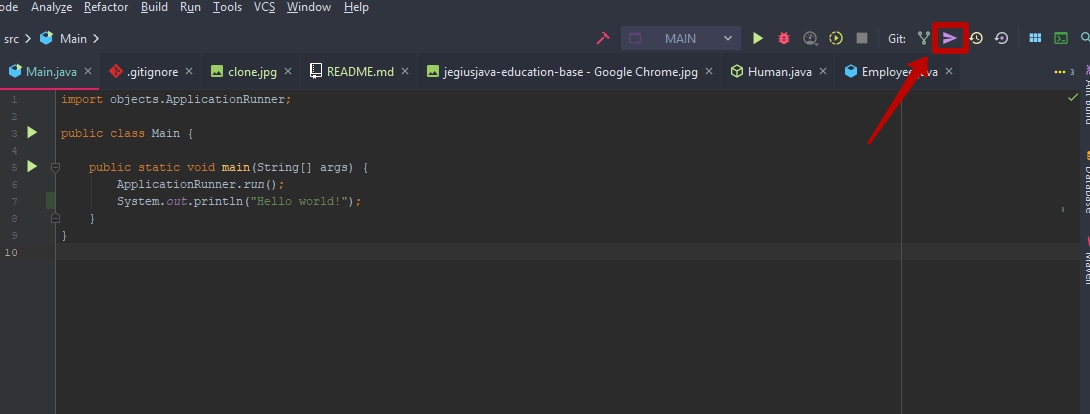 ode Analyze Refactor Build Run Tools VCS Window Help
src Main MAIN Git:
Main.java .gitignore clone.jpg README.md jegiusjava-education-base - Google Chrome.jpg Human.java Employee.java 3
1 import objects.ApplicationRunner;
2
3 public class Main {
5 public static void main(String[] args) {
6 ApplicationRunner.run();
7 System.out.println("Hello world!");
8 }
9 }
10
Ant Build
Database
Maven